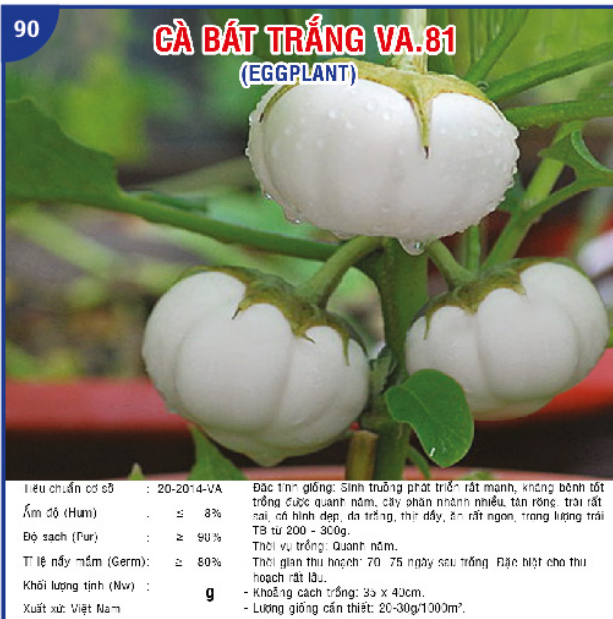 90
CÀ BÁT TRẮNG VA.81
(EGGPLANT)
Tiêu chuẩn cơ sở : 20-2014-VA
Ẩm độ (Hum) : ≤ 8%
Độ sạch (Pur) : ≥ 98%
Tỉ lệ nẩy mầm (Germ): ≥ 80%
Khối lượng tịnh (Nw) : g
Xuất xứ: Việt Nam
Đặc tính giống: Sinh trưởng phát triển rất mạnh, kháng bệnh tốt
trồng được quanh năm, cây phân nhánh nhiều, tán rộng, trái rất
sai, có hình dẹp, da trắng, thịt dầy, ăn rất ngon, trọng lượng trái
TB từ 200 - 300g.
Thời vụ trồng: Quanh năm.
Thời gian thu hoạch: 70 75 ngày sau trồng. Đặc biệt cho thu
hoạch rất lâu.
- Khoảng cách trồng: 35 x 40cm.
- Lượng giống cần thiết: 20-30g/1000m².